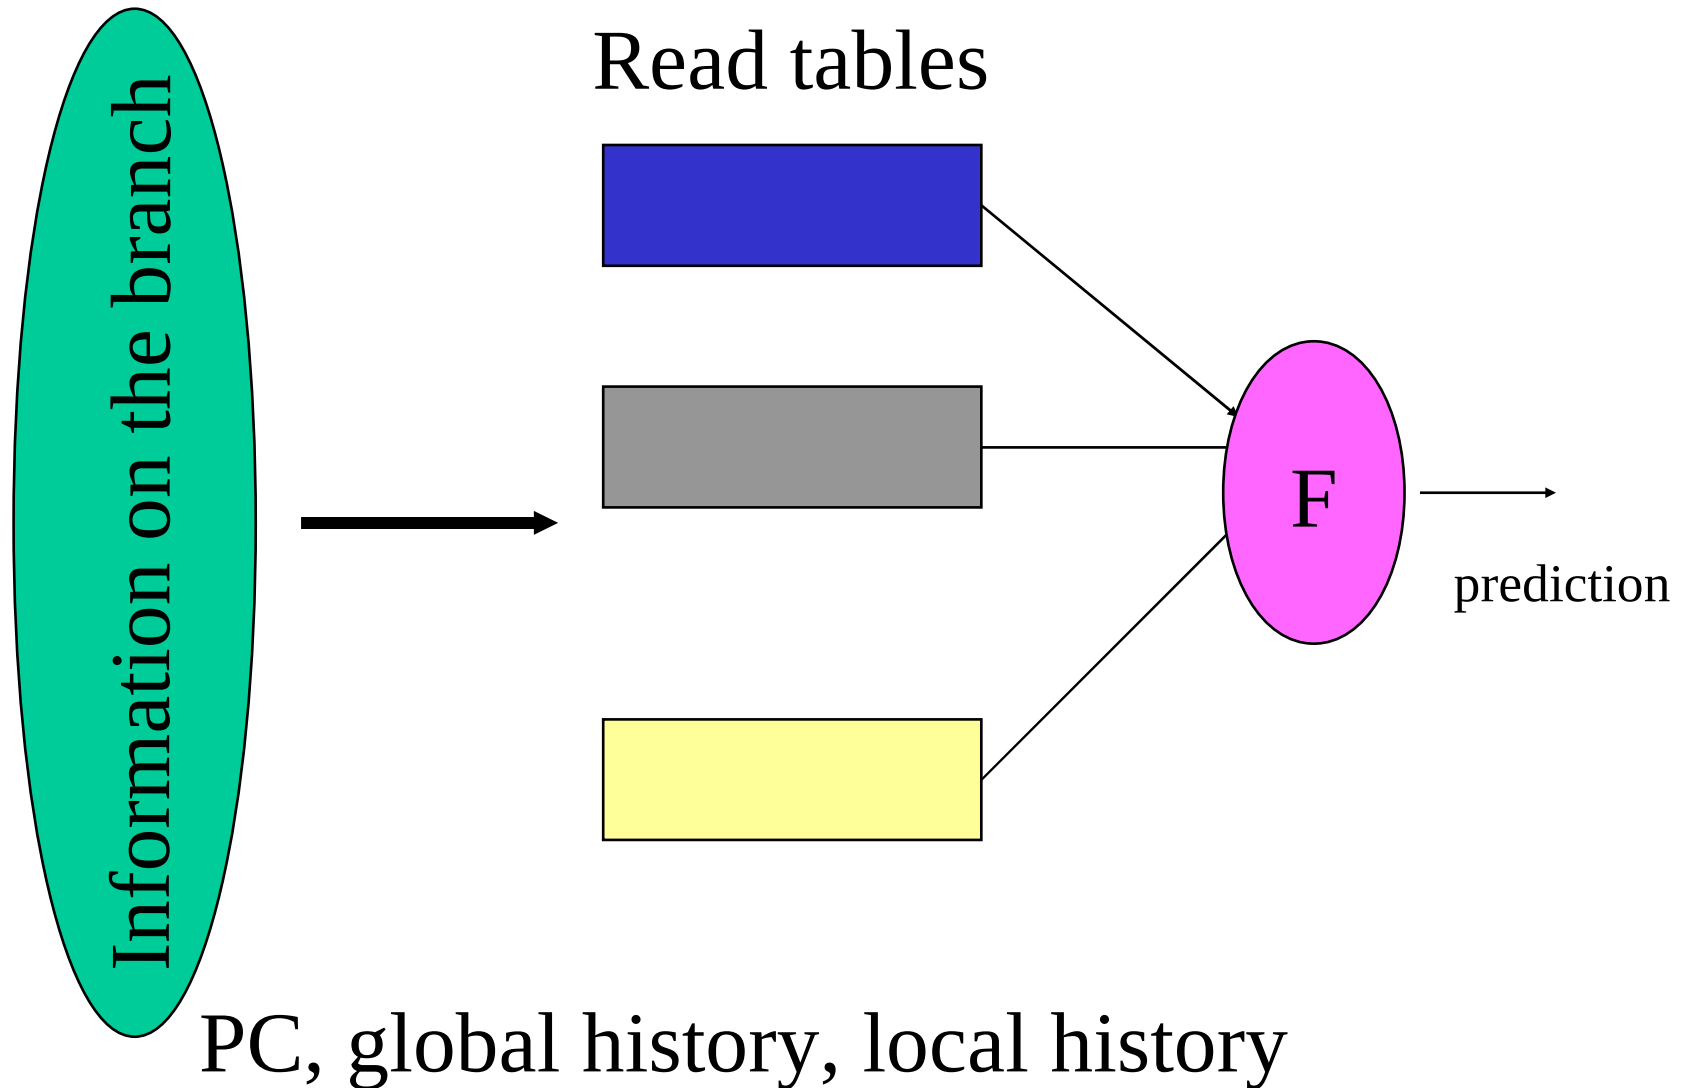 Read tables
Information on the branch
F
prediction
PC, global history, local history